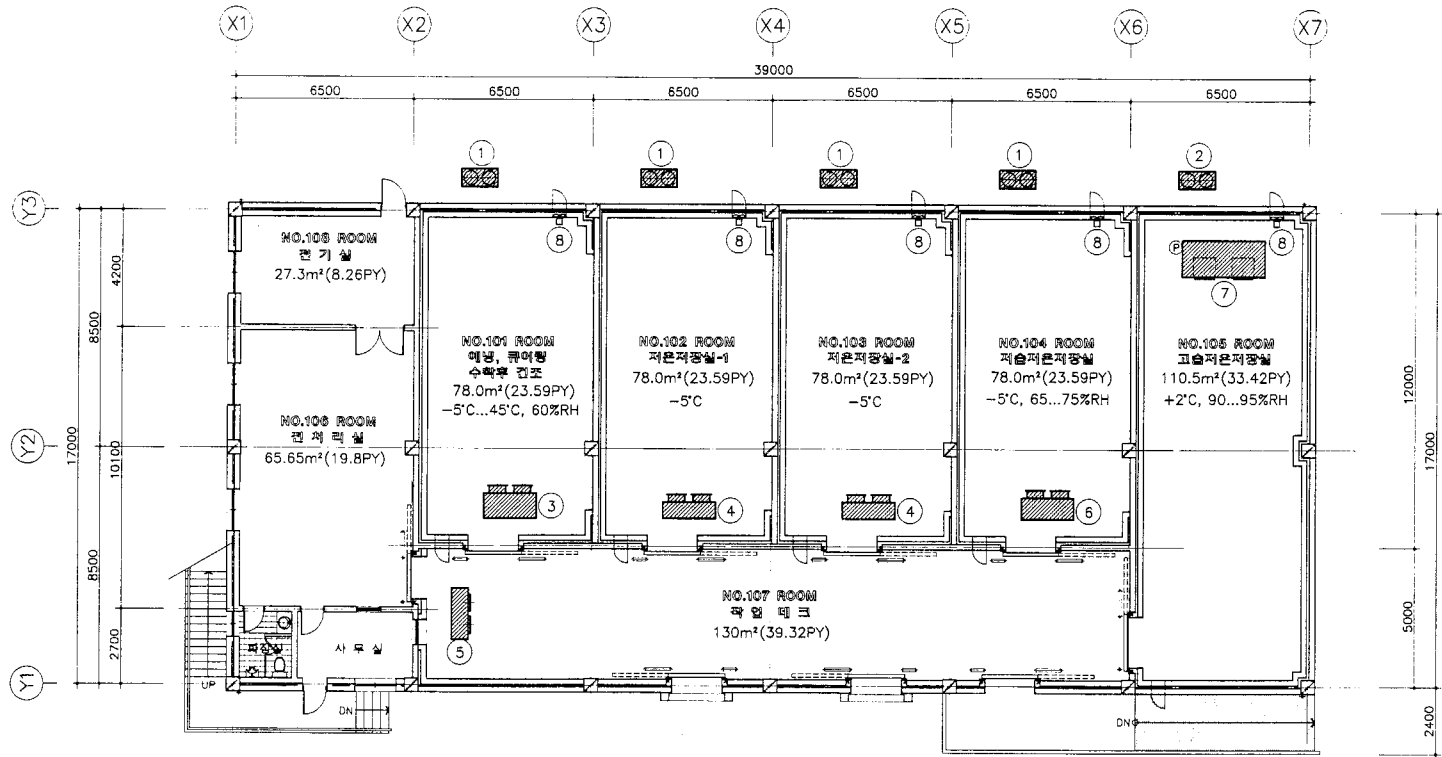 X1 X2 X3 X4 X5 X6 X7
39000
6500 6500 6500 6500 6500 6500
1 1 1 1 2
Y3
8 8 8 8 8
NO.108 ROOM
전 기 실
27.3m²(8.26PY)
P
7
4200
8500
NO.101 ROOM
예냉, 큐어링
수확후 건조
78.0m²(23.59PY)
-5°C...45°C, 60%RH
NO.102 ROOM
저온저장실-1
78.0m²(23.59PY)
-5°C
NO.103 ROOM
저온저장실-2
78.0m²(23.59PY)
-5°C
NO.104 ROOM
저습저온저장실
78.0m²(23.59PY)
-5°C, 65...75%RH
NO.105 ROOM
고습저온저장실
110.5m²(33.42PY)
+2°C, 90...95%RH
12000
NO.106 ROOM
전 처 리 실
65.65m²(19.8PY)
Y2
17000
10100
17000
3 4 4 6
8500
NO.107 ROOM
작 업 데 크
130m²(39.32PY)
5000
2700
화장실
사 무 실
5
Y1
UP
DN
DN
2400